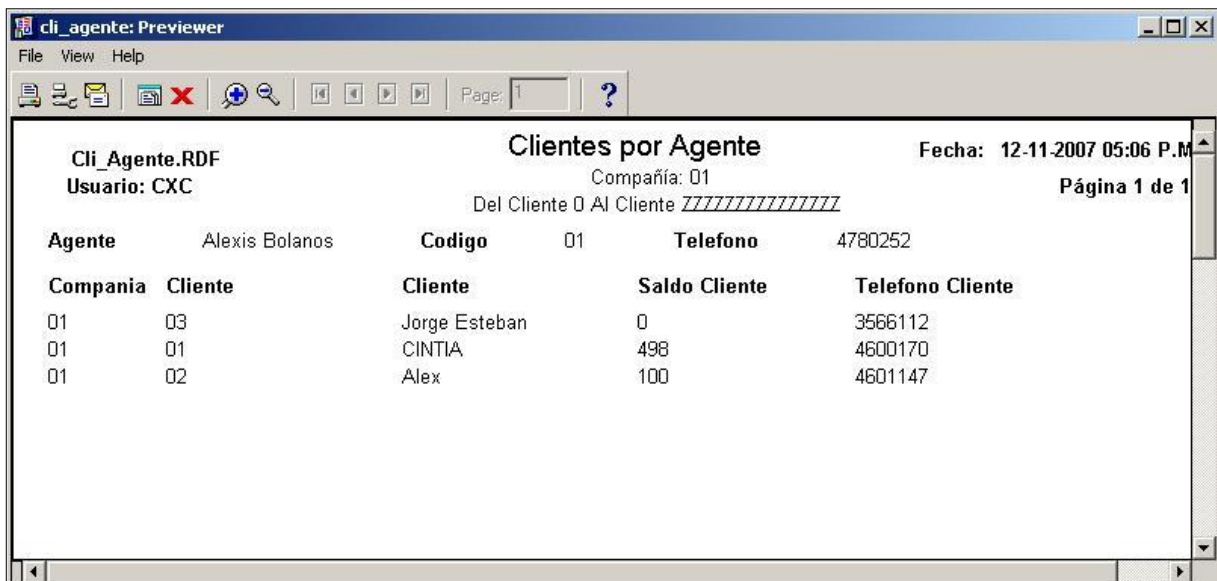 cli_agente: Previewer
File View Help
Page: 1
Cli_Agente.RDF Clientes por Agente Fecha: 12-11-2007 05:06 P.M
Usuario: CXC Compañía: 01 Página 1 de 1
Del Cliente 0 Al Cliente ZZZZZZZZZZZZZZZ
Agente Alexis Bolanos Codigo 01 Telefono 4780252
Compania Cliente Cliente Saldo Cliente Telefono Cliente
01 03 Jorge Esteban 0 3566112
01 01 CINTIA 498 4600170
01 02 Alex 100 4601147